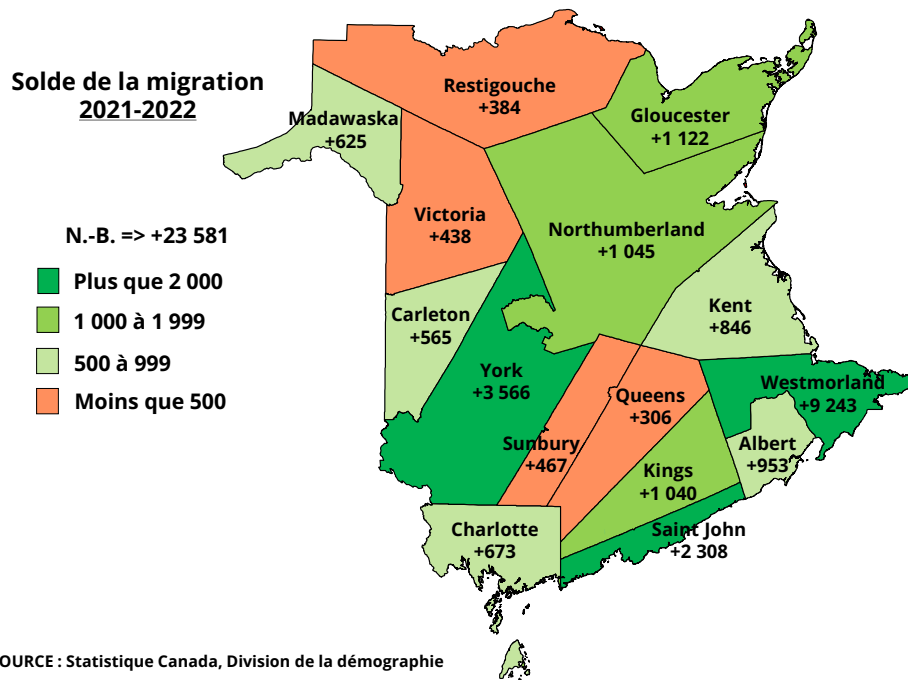 Solde de la migration
2021-2022
N.-B. => +23 581
Plus que 2 000
1 000 à 1 999
500 à 999
Moins que 500
Restigouche
+384
Gloucester
+1 122
Madawaska
+625
Victoria
+438
Northumberland
+1 045
Carleton
+565
Kent
+846
York
+3 566
Westmorland
+9 243
Queens
+306
Sunbury
+467
Albert
+953
Kings
+1 040
Charlotte
+673
Saint John
+2 308
OURCE : Statistique Canada, Division de la démographie